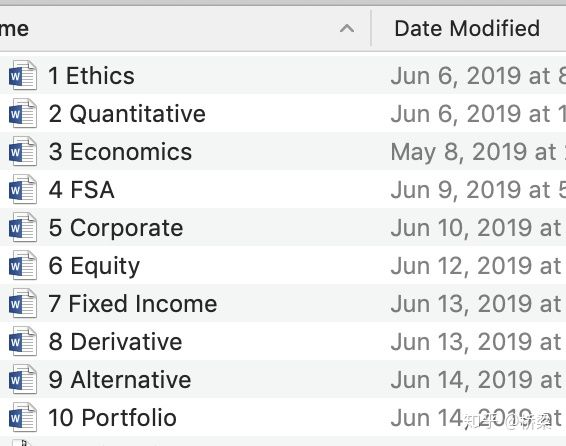 me Date Modified
1 Ethics Jun 6, 2019 at 8
2 Quantitative Jun 6, 2019 at 1
3 Economics May 8, 2019 at
4 FSA Jun 9, 2019 at 5
5 Corporate Jun 10, 2019 at
6 Equity Jun 12, 2019 at
7 Fixed Income Jun 13, 2019 at
8 Derivative Jun 13, 2019 at
9 Alternative Jun 14, 2019 at
10 Portfolio Jun 14, 2019 at
知乎 @桥梁